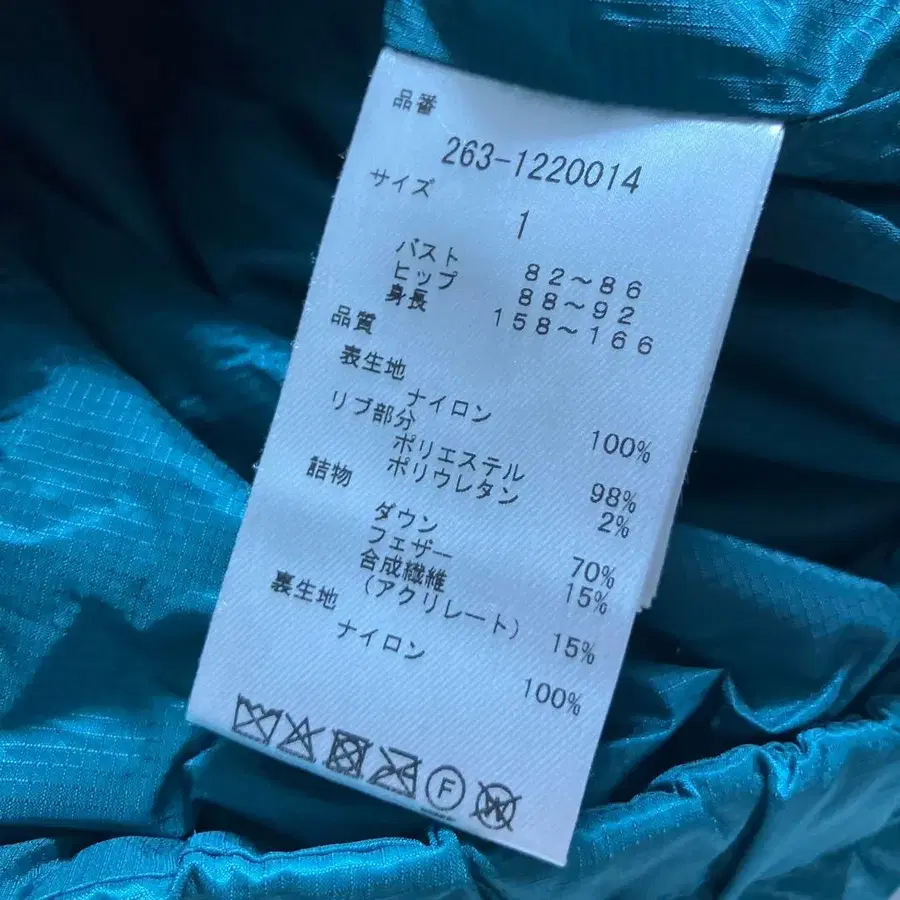 品番
263-1220014
サイズ
1
バスト 82～86
ヒップ 88～92
身長 158～166
品質
表生地
ナイロン 100%
リブ部分
ポリエステル 98%
ポリウレタン 2%
詰物
ダウン 70%
フェザー 15%
合成繊維
(アクリレート) 15%
裏生地
ナイロン 100%
F
W